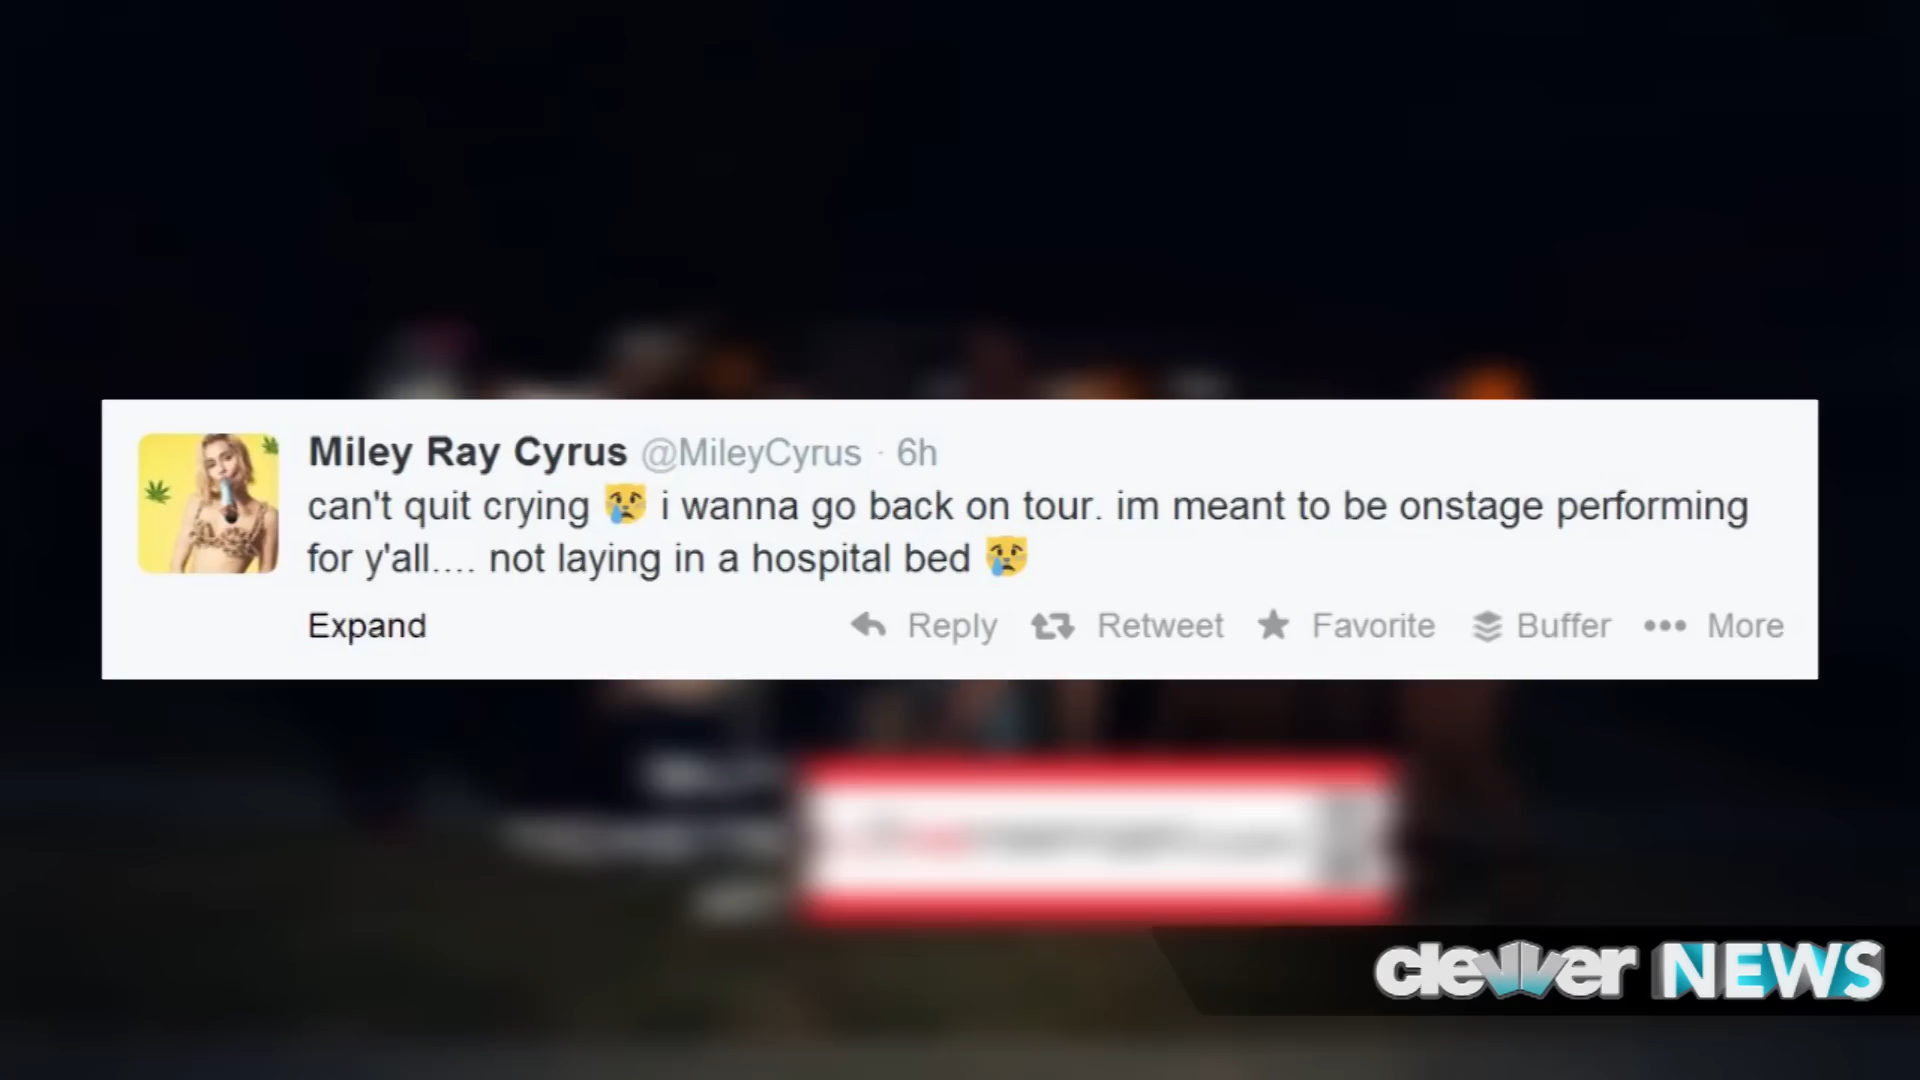 Miley Ray Cyrus @MileyCyrus · 6h
can't quit crying 😿 i wanna go back on tour. im meant to be onstage performing
for y'all.... not laying in a hospital bed 😿
Expand Reply Retweet Favorite Buffer ••• More
clevver NEWS